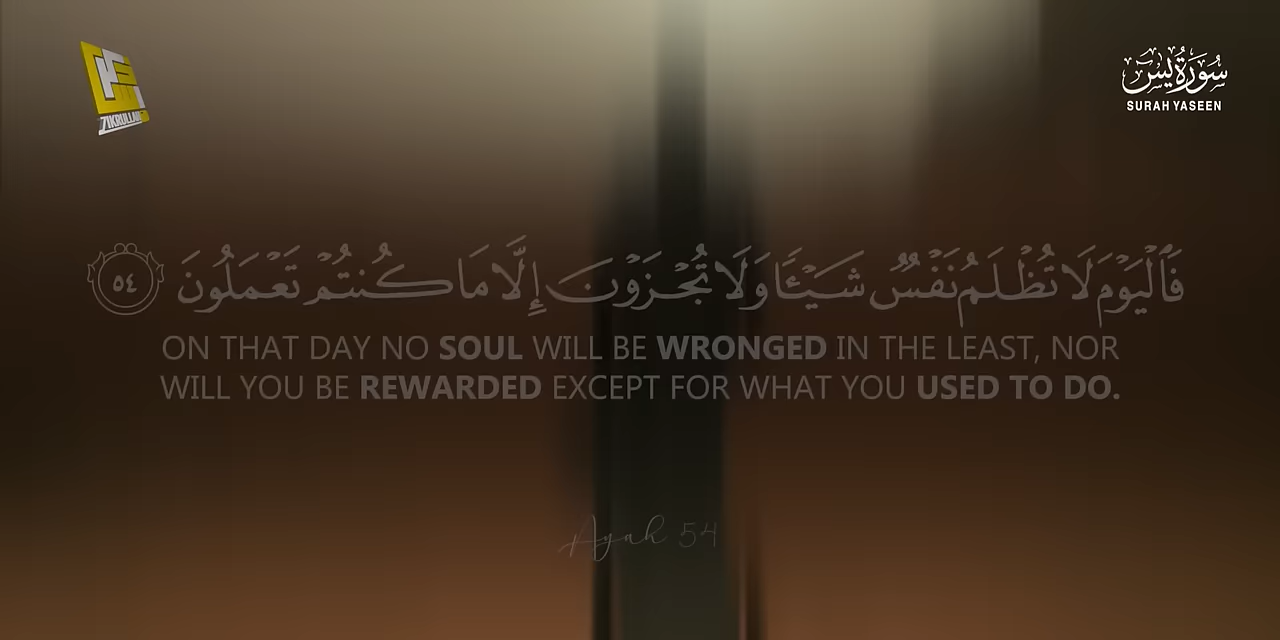 ZIKRULLAH
سُورَةُ يس
SURAH YASEEN
فَٱلْيَوْمَ لَا تُظْلَمُ نَفْسٌ شَيْـًٔا وَلَا تُجْزَوْنَ إِلَّا مَا كُنتُمْ تَعْمَلُونَ ٥٤
ON THAT DAY NO SOUL WILL BE WRONGED IN THE LEAST, NOR
WILL YOU BE REWARDED EXCEPT FOR WHAT YOU USED TO DO.
Ayah 54